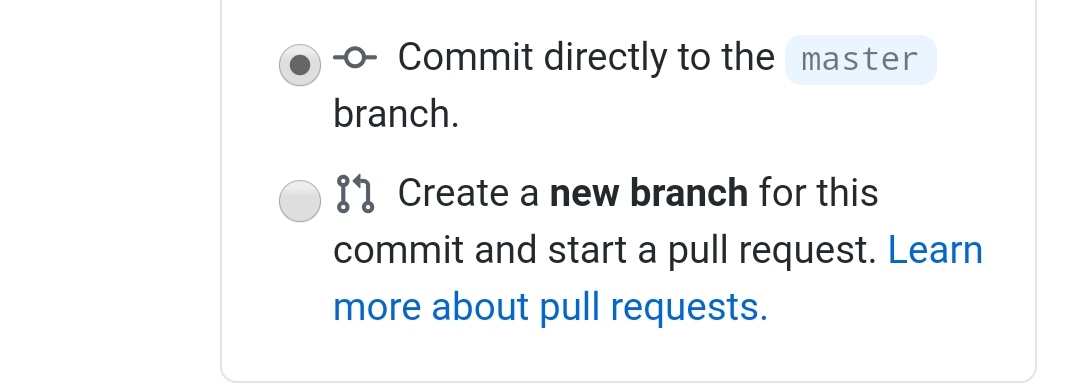 Commit directly to the master
branch.
Create a new branch for this
commit and start a pull request. Learn
more about pull requests.